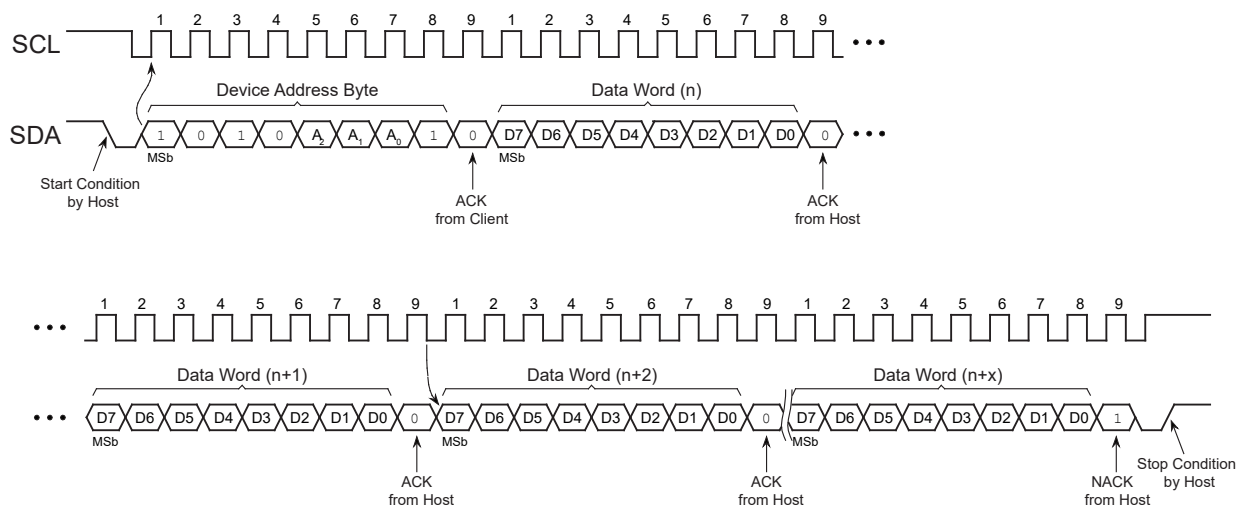 1 2 3 4 5 6 7 8 9 1 2 3 4 5 6 7 8 9
SCL
Device Address Byte Data Word (n)
SDA 1 0 1 0 A2 A1 A0 1 0 D7 D6 D5 D4 D3 D2 D1 D0 0
MSb MSb
Start Condition
by Host
ACK
from Client
ACK
from Host
1 2 3 4 5 6 7 8 9 1 2 3 4 5 6 7 8 9 1 2 3 4 5 6 7 8 9
Data Word (n+1) Data Word (n+2) Data Word (n+x)
D7 D6 D5 D4 D3 D2 D1 D0 0 D7 D6 D5 D4 D3 D2 D1 D0 0 D7 D6 D5 D4 D3 D2 D1 D0 1
MSb MSb MSb
ACK
from Host
ACK
from Host
NACK
from Host
Stop Condition
by Host